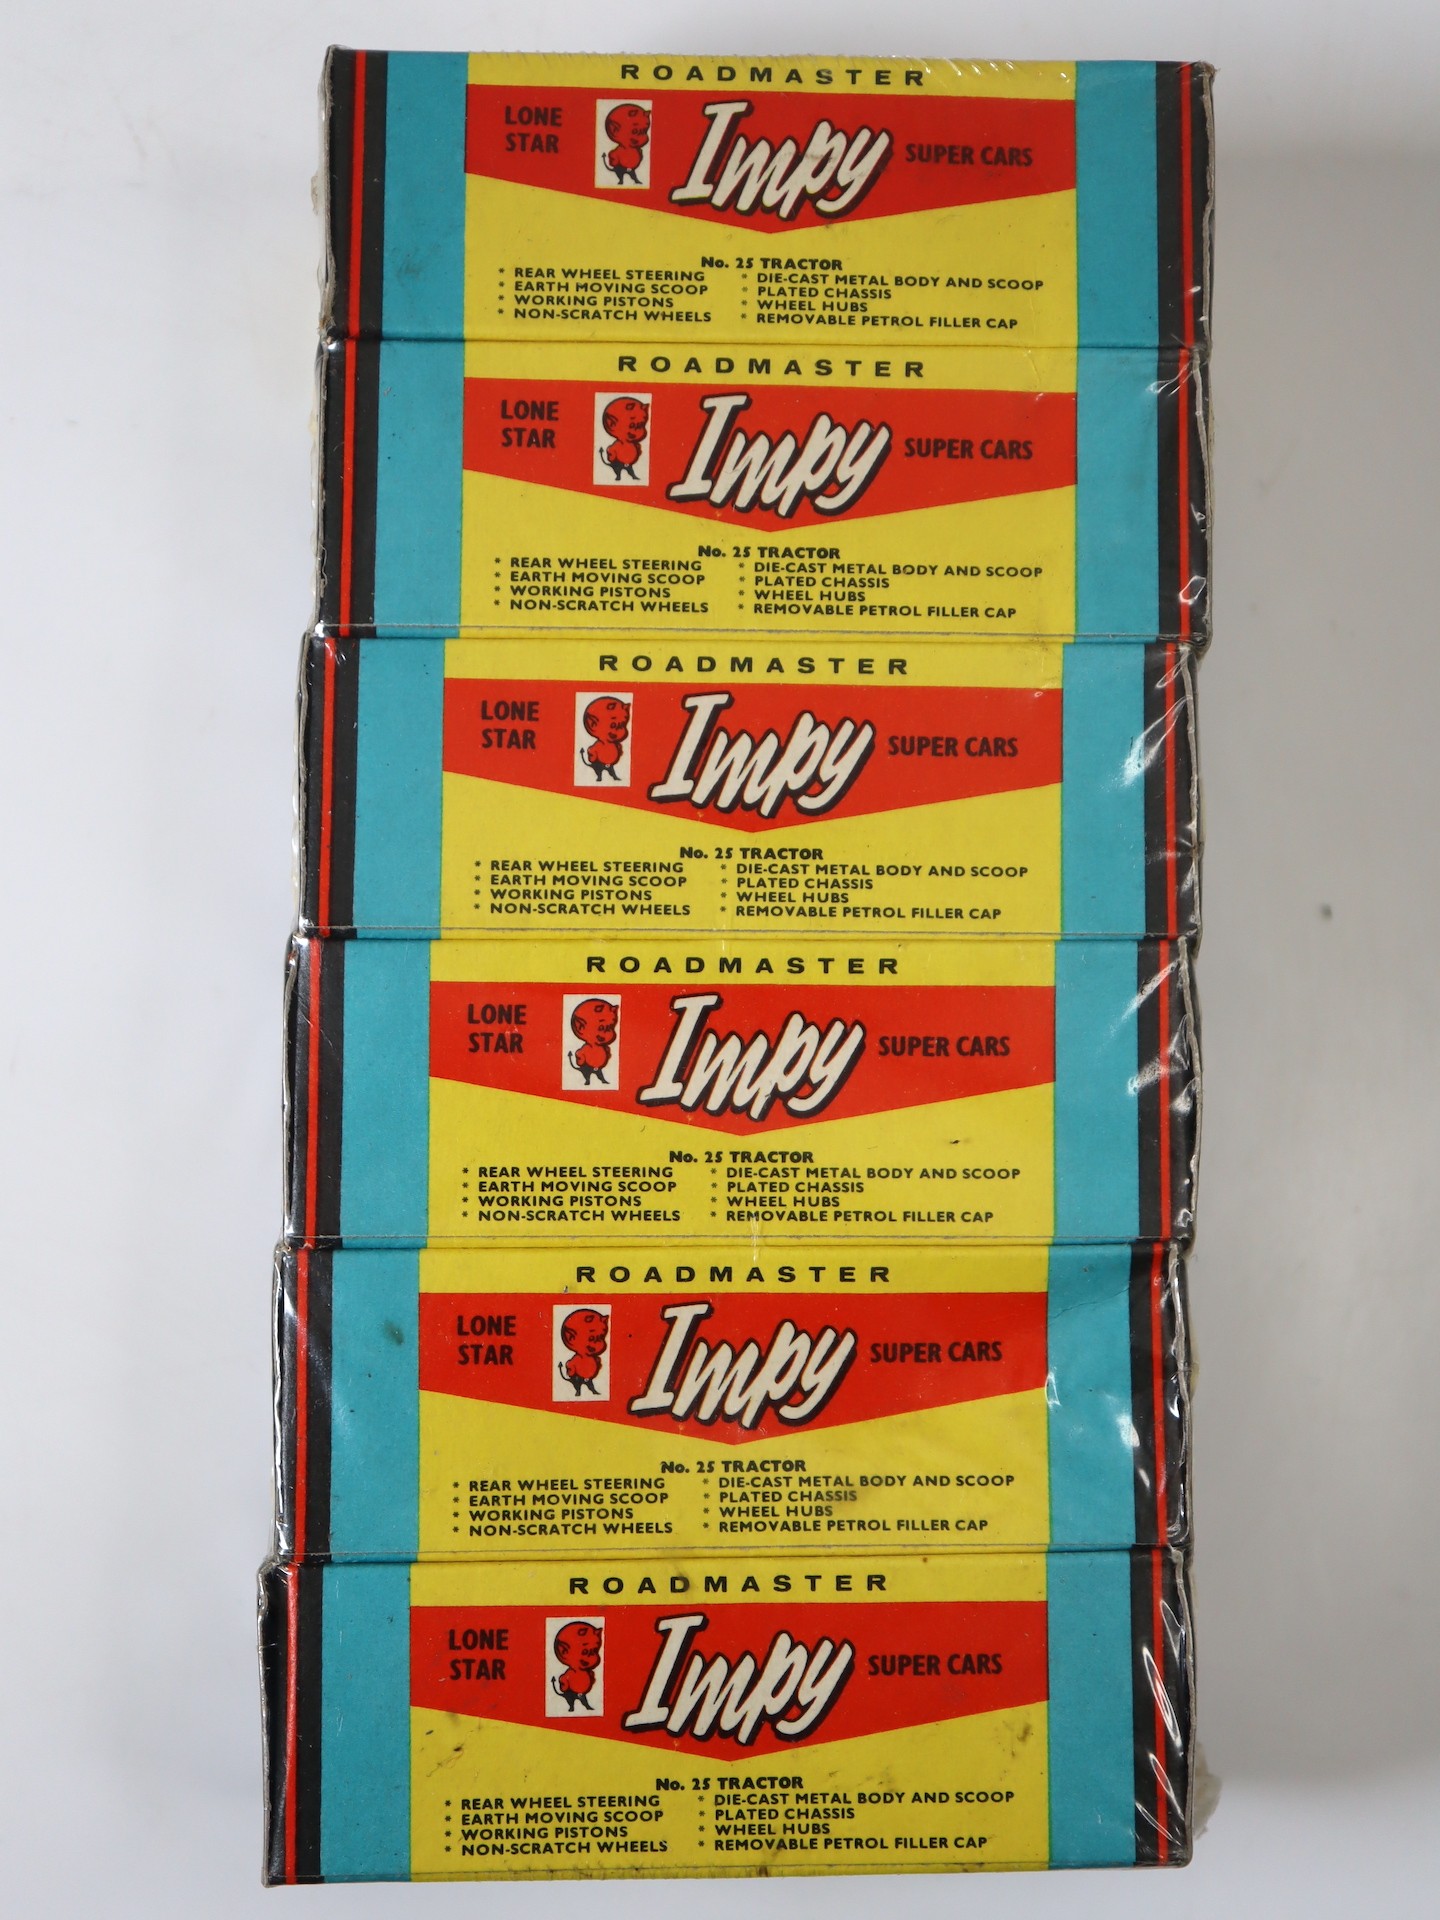 ROADMASTER
LONE STAR Impy SUPER CARS
No. 25 TRACTOR
* REAR WHEEL STEERING * DIE-CAST METAL BODY AND SCOOP
* EARTH MOVING SCOOP * PLATED CHASSIS
* WORKING PISTONS * WHEEL HUBS
* NON-SCRATCH WHEELS * REMOVABLE PETROL FILLER CAP
ROADMASTER
LONE STAR Impy SUPER CARS
No. 25 TRACTOR
* REAR WHEEL STEERING * DIE-CAST METAL BODY AND SCOOP
* EARTH MOVING SCOOP * PLATED CHASSIS
* WORKING PISTONS * WHEEL HUBS
* NON-SCRATCH WHEELS * REMOVABLE PETROL FILLER CAP
ROADMASTER
LONE STAR Impy SUPER CARS
No. 25 TRACTOR
* REAR WHEEL STEERING * DIE-CAST METAL BODY AND SCOOP
* EARTH MOVING SCOOP * PLATED CHASSIS
* WORKING PISTONS * WHEEL HUBS
* NON-SCRATCH WHEELS * REMOVABLE PETROL FILLER CAP
ROADMASTER
LONE STAR Impy SUPER CARS
No. 25 TRACTOR
* REAR WHEEL STEERING * DIE-CAST METAL BODY AND SCOOP
* EARTH MOVING SCOOP * PLATED CHASSIS
* WORKING PISTONS * WHEEL HUBS
* NON-SCRATCH WHEELS * REMOVABLE PETROL FILLER CAP
ROADMASTER
LONE STAR Impy SUPER CARS
No. 25 TRACTOR
* REAR WHEEL STEERING * DIE-CAST METAL BODY AND SCOOP
* EARTH MOVING SCOOP * PLATED CHASSIS
* WORKING PISTONS * WHEEL HUBS
* NON-SCRATCH WHEELS * REMOVABLE PETROL FILLER CAP
ROADMASTER
LONE STAR Impy SUPER CARS
No. 25 TRACTOR
* REAR WHEEL STEERING * DIE-CAST METAL BODY AND SCOOP
* EARTH MOVING SCOOP * PLATED CHASSIS
* WORKING PISTONS * WHEEL HUBS
* NON-SCRATCH WHEELS * REMOVABLE PETROL FILLER CAP